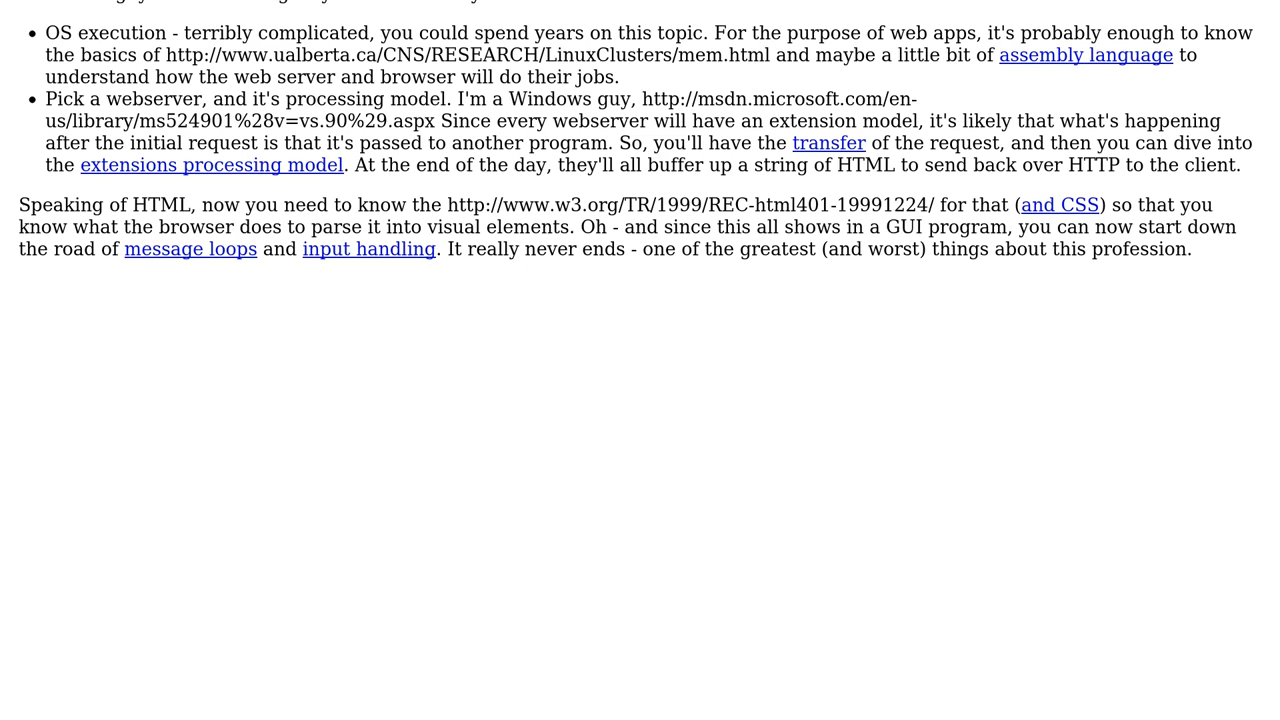 OS execution - terribly complicated, you could spend years on this topic. For the purpose of web apps, it's probably enough to know
the basics of http://www.ualberta.ca/CNS/RESEARCH/LinuxClusters/mem.html and maybe a little bit of assembly language to
understand how the web server and browser will do their jobs.
Pick a webserver, and it's processing model. I'm a Windows guy, http://msdn.microsoft.com/en-
us/library/ms524901%28v=vs.90%29.aspx Since every webserver will have an extension model, it's likely that what's happening
after the initial request is that it's passed to another program. So, you'll have the transfer of the request, and then you can dive into
the extensions processing model. At the end of the day, they'll all buffer up a string of HTML to send back over HTTP to the client.
Speaking of HTML, now you need to know the http://www.w3.org/TR/1999/REC-html401-19991224/ for that (and CSS) so that you
know what the browser does to parse it into visual elements. Oh - and since this all shows in a GUI program, you can now start down
the road of message loops and input handling. It really never ends - one of the greatest (and worst) things about this profession.